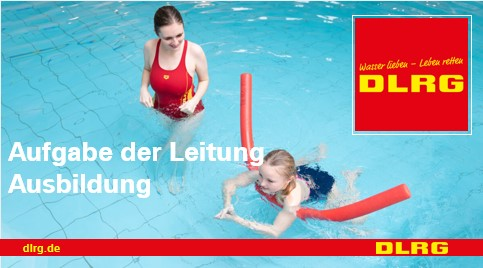 Wasser lieben – Leben retten
DLRG
Aufgabe der Leitung
Ausbildung
dlrg.de
DLRG